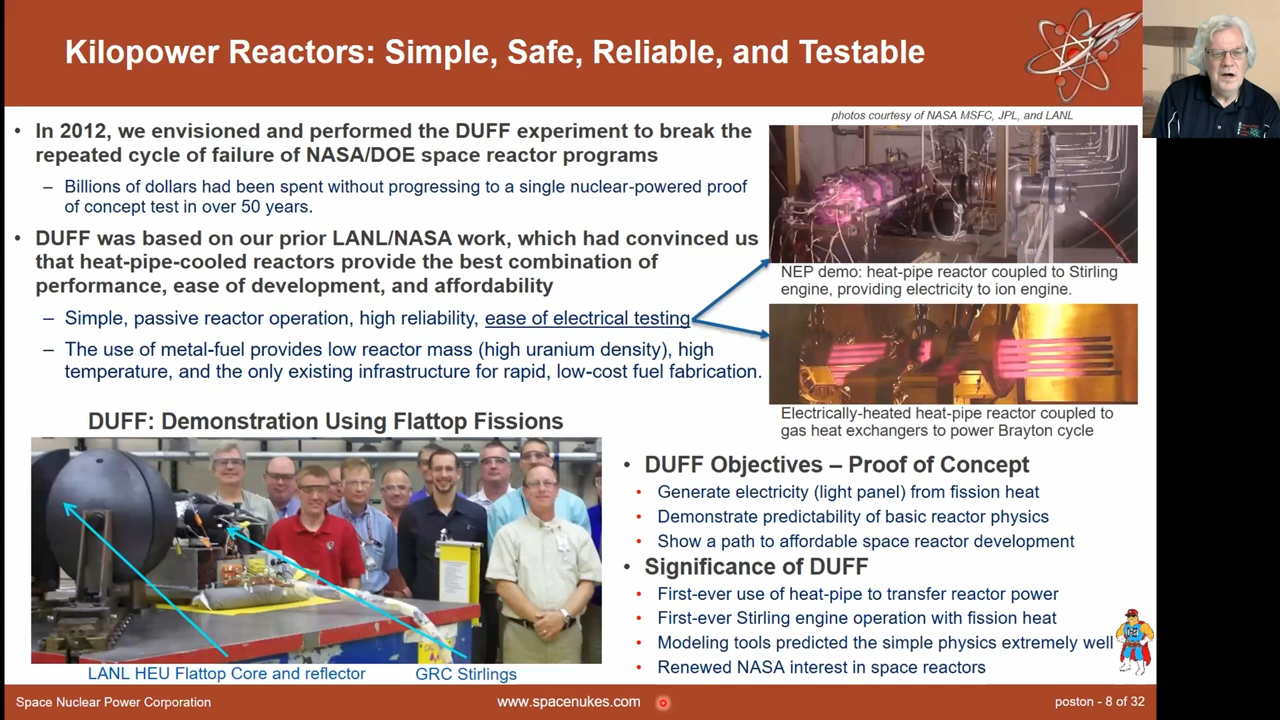 Kilopower Reactors: Simple, Safe, Reliable, and Testable
photos courtesy of NASA MSFC, JPL, and LANL
• In 2012, we envisioned and performed the DUFF experiment to break the
repeated cycle of failure of NASA/DOE space reactor programs
– Billions of dollars had been spent without progressing to a single nuclear-powered proof
of concept test in over 50 years.
• DUFF was based on our prior LANL/NASA work, which had convinced us
that heat-pipe-cooled reactors provide the best combination of
performance, ease of development, and affordability
– Simple, passive reactor operation, high reliability, ease of electrical testing
– The use of metal-fuel provides low reactor mass (high uranium density), high
temperature, and the only existing infrastructure for rapid, low-cost fuel fabrication.
NEP demo: heat-pipe reactor coupled to Stirling
engine, providing electricity to ion engine.
Electrically-heated heat-pipe reactor coupled to
gas heat exchangers to power Brayton cycle
DUFF: Demonstration Using Flattop Fissions
LANL HEU Flattop Core and reflector
GRC Stirlings
• DUFF Objectives – Proof of Concept
• Generate electricity (light panel) from fission heat
• Demonstrate predictability of basic reactor physics
• Show a path to affordable space reactor development
• Significance of DUFF
• First-ever use of heat-pipe to transfer reactor power
• First-ever Stirling engine operation with fission heat
• Modeling tools predicted the simple physics extremely well
• Renewed NASA interest in space reactors
Space Nuclear Power Corporation
www.spacenukes.com
poston - 8 of 32